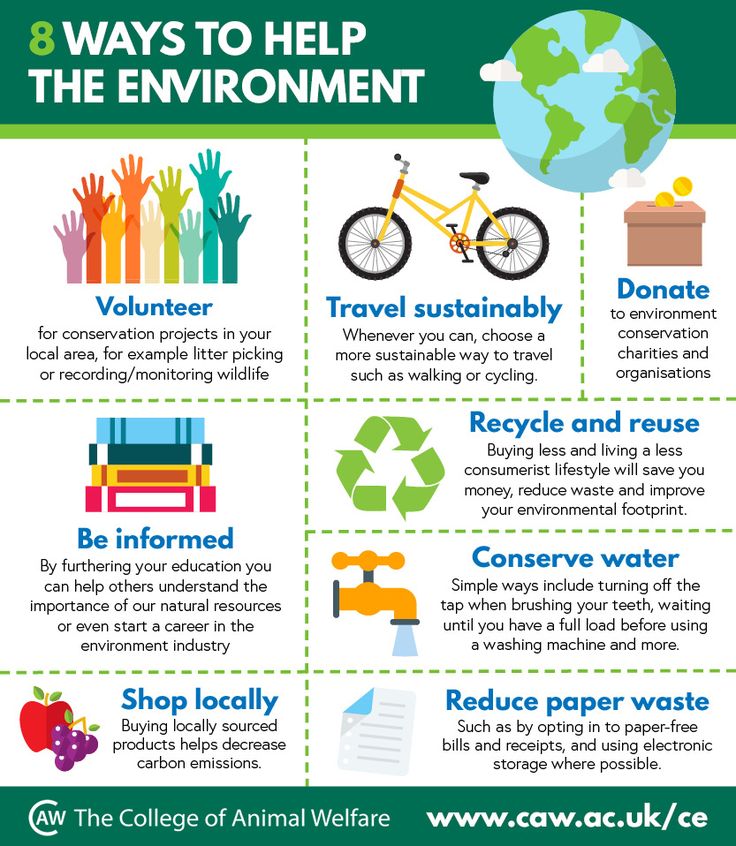 8 WAYS TO HELP
THE ENVIRONMENT
Volunteer
for conservation projects in your
local area, for example litter picking
or recording/monitoring wildlife
Travel sustainably
Whenever you can, choose a
more sustainable way to travel
such as walking or cycling.
Donate
to environment
conservation
charities and
organisations
Be informed
By furthering your education you
can help others understand the
importance of our natural resources
or even start a career in the
environment industry
Recycle and reuse
Buying less and living a less
consumerist lifestyle will save you
money, reduce waste and improve
your environmental footprint.
Conserve water
Simple ways include turning off the
tap when brushing your teeth, waiting
until you have a full load before using
a washing machine and more.
Shop locally
Buying locally sourced
products helps decrease
carbon emissions.
Reduce paper waste
Such as by opting in to paper-free
bills and receipts, and using electronic
storage where possible.
CAW The College of Animal Welfare
www.caw.ac.uk/ce